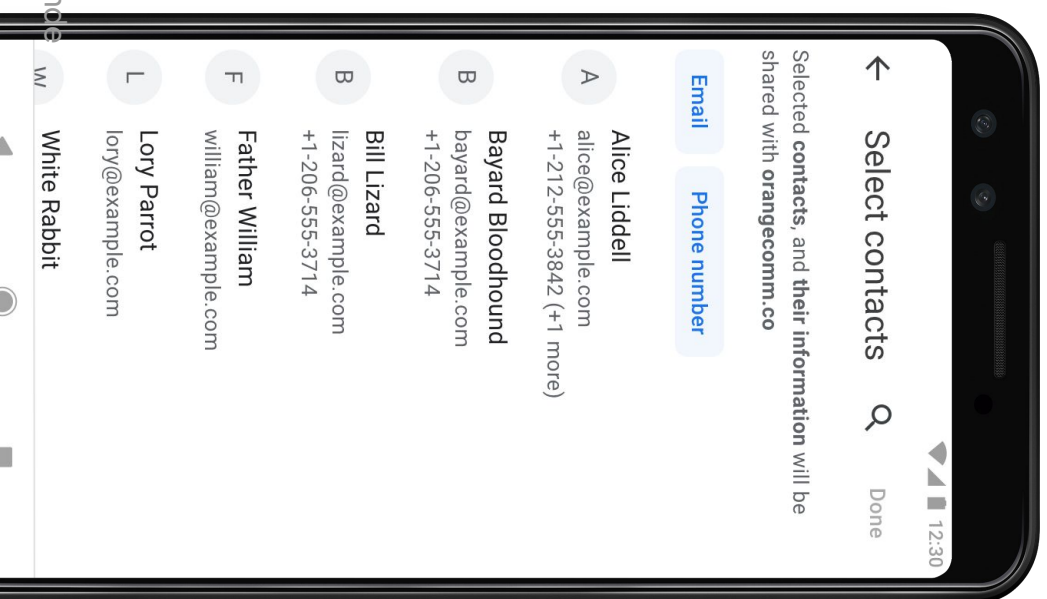 12:30
Select contacts
Done
Selected contacts, and their information will be
shared with orangecomm.co
Email
Phone number
A
Alice Liddell
alice@example.com
+1-212-555-3842 (+1 more)
B
Bayard Bloodhound
bayard@example.com
+1-206-555-3714
B
Bill Lizard
lizard@example.com
+1-206-555-3714
F
Father William
william@example.com
L
Lory Parrot
lory@example.com
W
White Rabbit